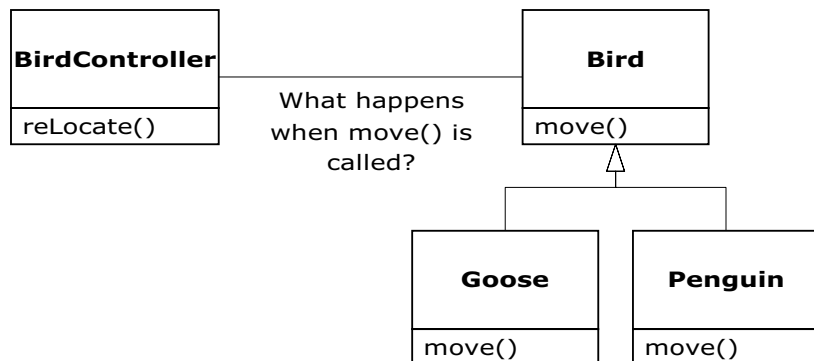 BirdController
reLocate()
What happens
when move() is
called?
Bird
move()
Goose
move()
Penguin
move()